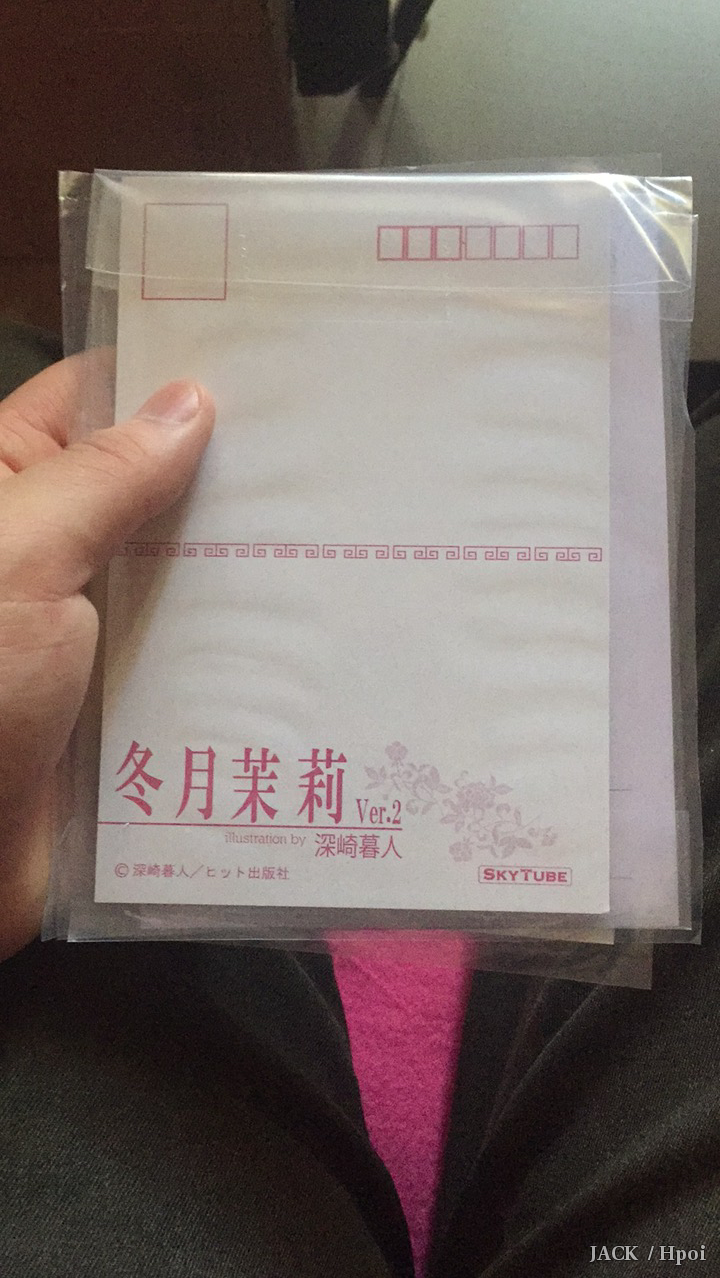 冬月茉莉 Ver.2
illustration by 深崎暮人
© 深崎暮人／ヒット出版社
SKYTUBE
JACK / Hpoi